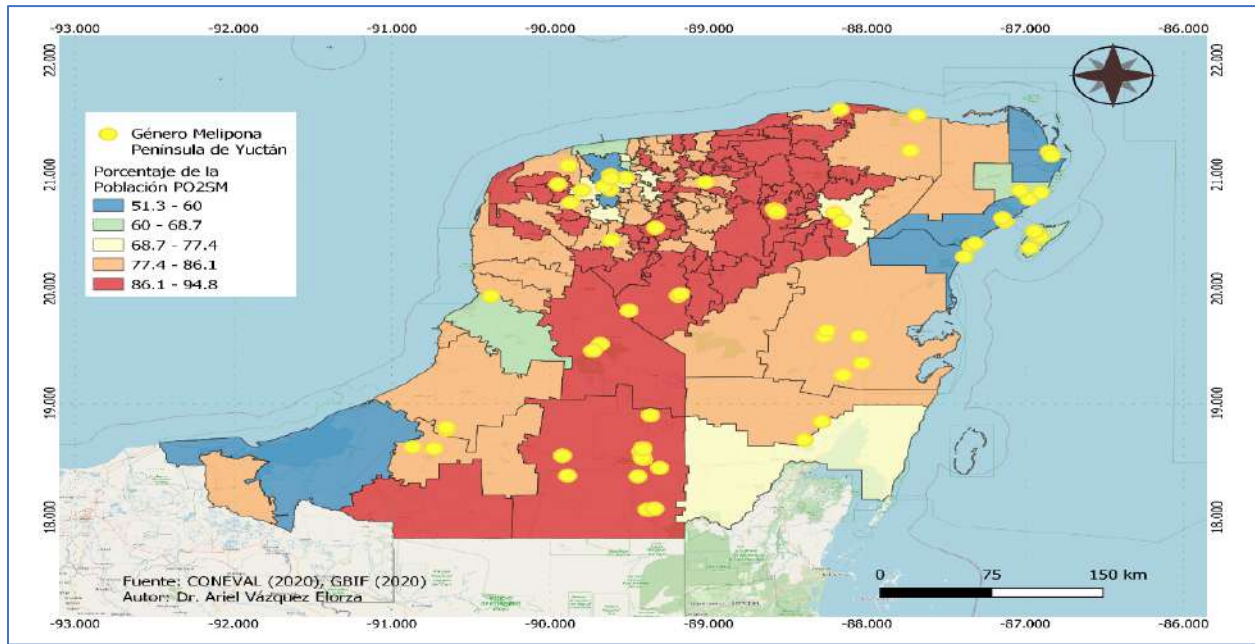 -93.000 -92.000 -91.000 -90.000 -89.000 -88.000 -87.000 -86.000
22.000 22.000
Género Melipona
Península de Yuctán
Porcentaje de la
Población PO2SM
51.3 - 60
60 - 68.7
68.7 - 77.4
77.4 - 86.1
86.1 - 94.8
21.000 21.000
20.000 20.000
19.000 19.000
18.000 18.000
Fuente: CONEVAL (2020), GBIF (2020)
Autor: Dr. Ariel Vázquez Elorza
0 75 150 km
-93.000 -92.000 -91.000 -90.000 -89.000 -88.000 -87.000 -86.000